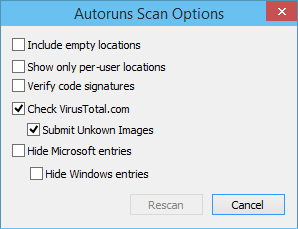 Autoruns Scan Options
Include empty locations
Show only per-user locations
Verify code signatures
Check VirusTotal.com
Submit Unkown Images
Hide Microsoft entries
Hide Windows entries
Rescan
Cancel